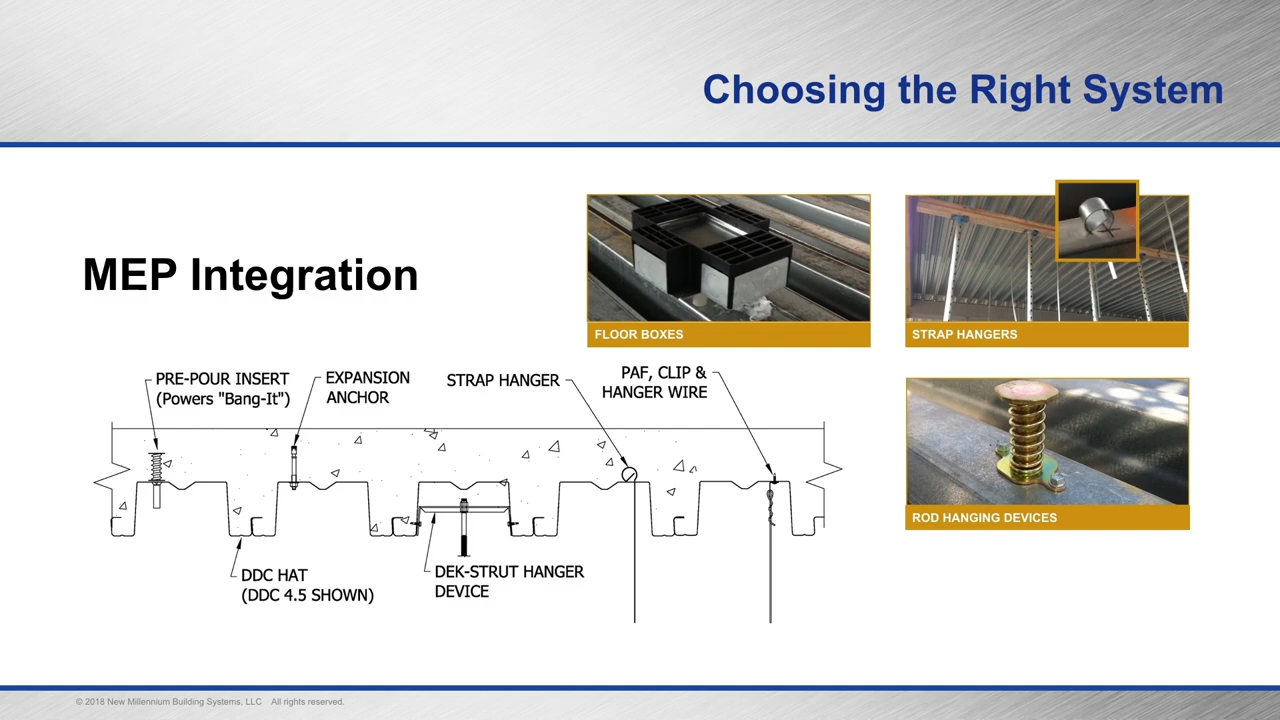 Choosing the Right System
MEP Integration
FLOOR BOXES
STRAP HANGERS
ROD HANGING DEVICES
PRE-POUR INSERT
(Powers "Bang-It")
EXPANSION
ANCHOR
STRAP HANGER
PAF, CLIP &
HANGER WIRE
DDC HAT
(DDC 4.5 SHOWN)
DEK-STRUT HANGER
DEVICE
© 2018 New Millennium Building Systems, LLC All rights reserved.